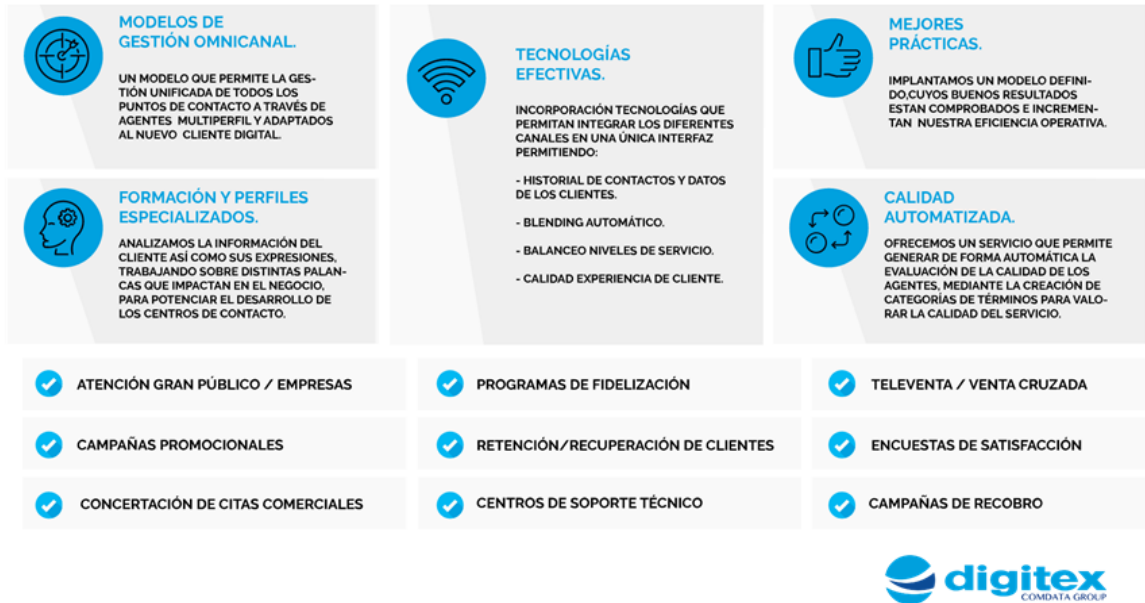 MODELOS DE
GESTIÓN OMNICANAL.
UN MODELO QUE PERMITE LA GES-
TIÓN UNIFICADA DE TODOS LOS
PUNTOS DE CONTACTO A TRAVÉS DE
AGENTES MULTIPERFIL Y ADAPTADOS
AL NUEVO CLIENTE DIGITAL.
FORMACIÓN Y PERFILES
ESPECIALIZADOS.
ANALIZAMOS LA INFORMACIÓN DEL
CLIENTE ASÍ COMO SUS EXPRESIONES,
TRABAJANDO SOBRE DISTINTAS PALAN-
CAS QUE IMPACTAN EN EL NEGOCIO,
PARA POTENCIAR EL DESARROLLO DE
LOS CENTROS DE CONTACTO.
TECNOLOGÍAS
EFECTIVAS.
INCORPORACIÓN TECNOLOGÍAS QUE
PERMITAN INTEGRAR LOS DIFERENTES
CANALES EN UNA ÚNICA INTERFAZ
PERMITIENDO:
- HISTORIAL DE CONTACTOS Y DATOS
DE LOS CLIENTES.
- BLENDING AUTOMÁTICO.
- BALANCEO NIVELES DE SERVICIO.
- CALIDAD EXPERIENCIA DE CLIENTE.
MEJORES
PRÁCTICAS.
IMPLANTAMOS UN MODELO DEFINI-
DO,CUYOS BUENOS RESULTADOS
ESTAN COMPROBADOS E INCREMEN-
TAN NUESTRA EFICIENCIA OPERATIVA.
CALIDAD
AUTOMATIZADA.
OFRECEMOS UN SERVICIO QUE PERMITE
GENERAR DE FORMA AUTOMÁTICA LA
EVALUACIÓN DE LA CALIDAD DE LOS
AGENTES, MEDIANTE LA CREACIÓN DE
CATEGORÍAS DE TÉRMINOS PARA VALO-
RAR LA CALIDAD DEL SERVICIO.
ATENCIÓN GRAN PÚBLICO / EMPRESAS
PROGRAMAS DE FIDELIZACIÓN
TELEVENTA / VENTA CRUZADA
CAMPAÑAS PROMOCIONALES
RETENCIÓN/RECUPERACIÓN DE CLIENTES
ENCUESTAS DE SATISFACCIÓN
CONCERTACIÓN DE CITAS COMERCIALES
CENTROS DE SOPORTE TÉCNICO
CAMPAÑAS DE RECOBRO
digitex
COMDATA GROUP